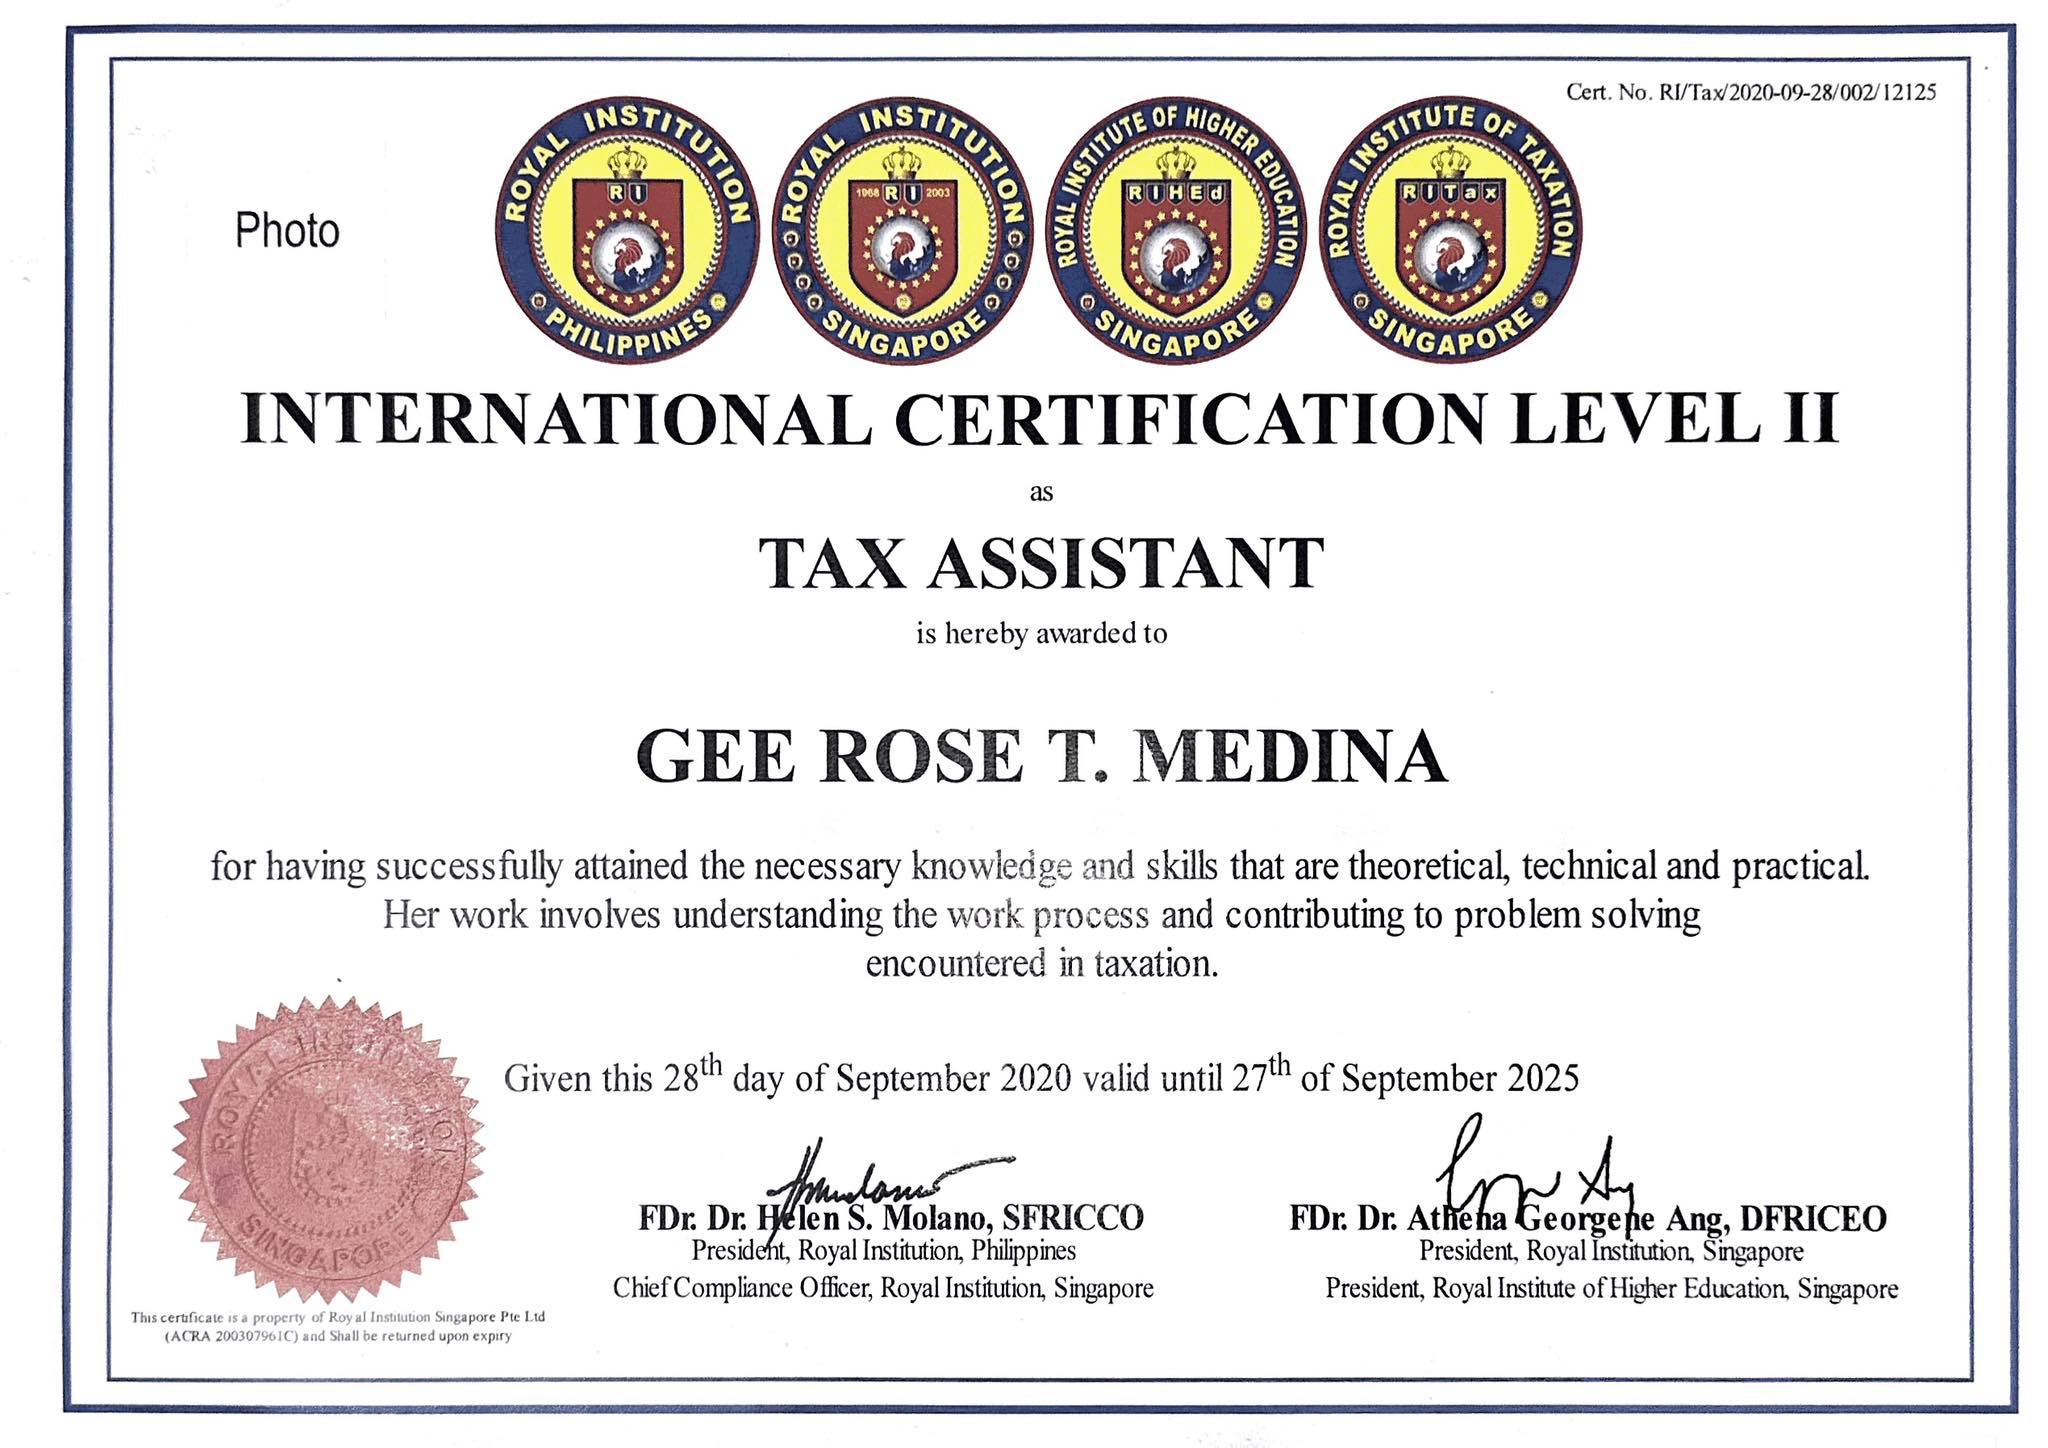 Cert. No. RI/Tax/2020-09-28/002/12125
Photo
ROYAL INSTITUTION
RI
PHILIPPINES
ROYAL INSTITUTION
1968 RI 2003
SINGAPORE
ROYAL INSTITUTE OF HIGHER EDUCATION
RIHEd
SINGAPORE
ROYAL INSTITUTE OF TAXATION
RITax
SINGAPORE
INTERNATIONAL CERTIFICATION LEVEL II
as
TAX ASSISTANT
is hereby awarded to
GEE ROSE T. MEDINA
for having successfully attained the necessary knowledge and skills that are theoretical, technical and practical.
Her work involves understanding the work process and contributing to problem solving
encountered in taxation.
Given this 28th day of September 2020 valid until 27th of September 2025
ROYAL
SINGAPORE
FDr. Dr. Helen S. Molano, SFRICCO
President, Royal Institution, Philippines
Chief Compliance Officer, Royal Institution, Singapore
FDr. Dr. Athena Georgene Ang, DFRICEO
President, Royal Institution, Singapore
President, Royal Institute of Higher Education, Singapore
This certificate is a property of Royal Institution Singapore Pte Ltd
(ACRA 200307961C) and Shall be returned upon expiry